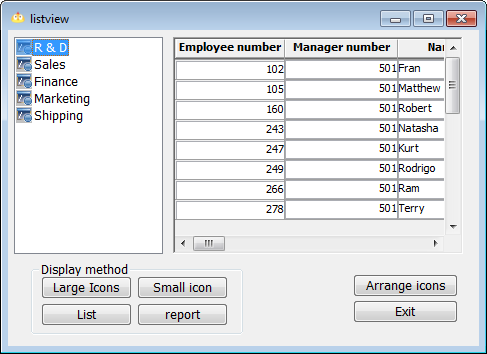 listview
R & D
Sales
Finance
Marketing
Shipping
Employee number Manager number Nar
102 501 Fran
105 501 Matthew
160 501 Robert
243 501 Natasha
247 501 Kurt
249 501 Rodrigo
266 501 Ram
278 501 Terry
Display method
Large Icons Small icon
List report
Arrange icons
Exit